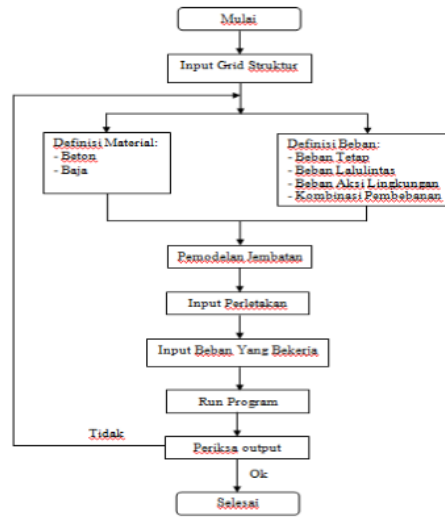 Mulai
Input Grid Struktur
Definisi Material:
- Beton
- Baja
Definisi Beban:
- Beban Tetap
- Beban Lalulintas
- Beban Aksi Lingkungan
- Kombinasi Pembebanan
Pemodelan Jembatan
Input Perletakan
Input Beban Yang Bekerja
Run Program
Tidak
Periksa output
Ok
Selesai